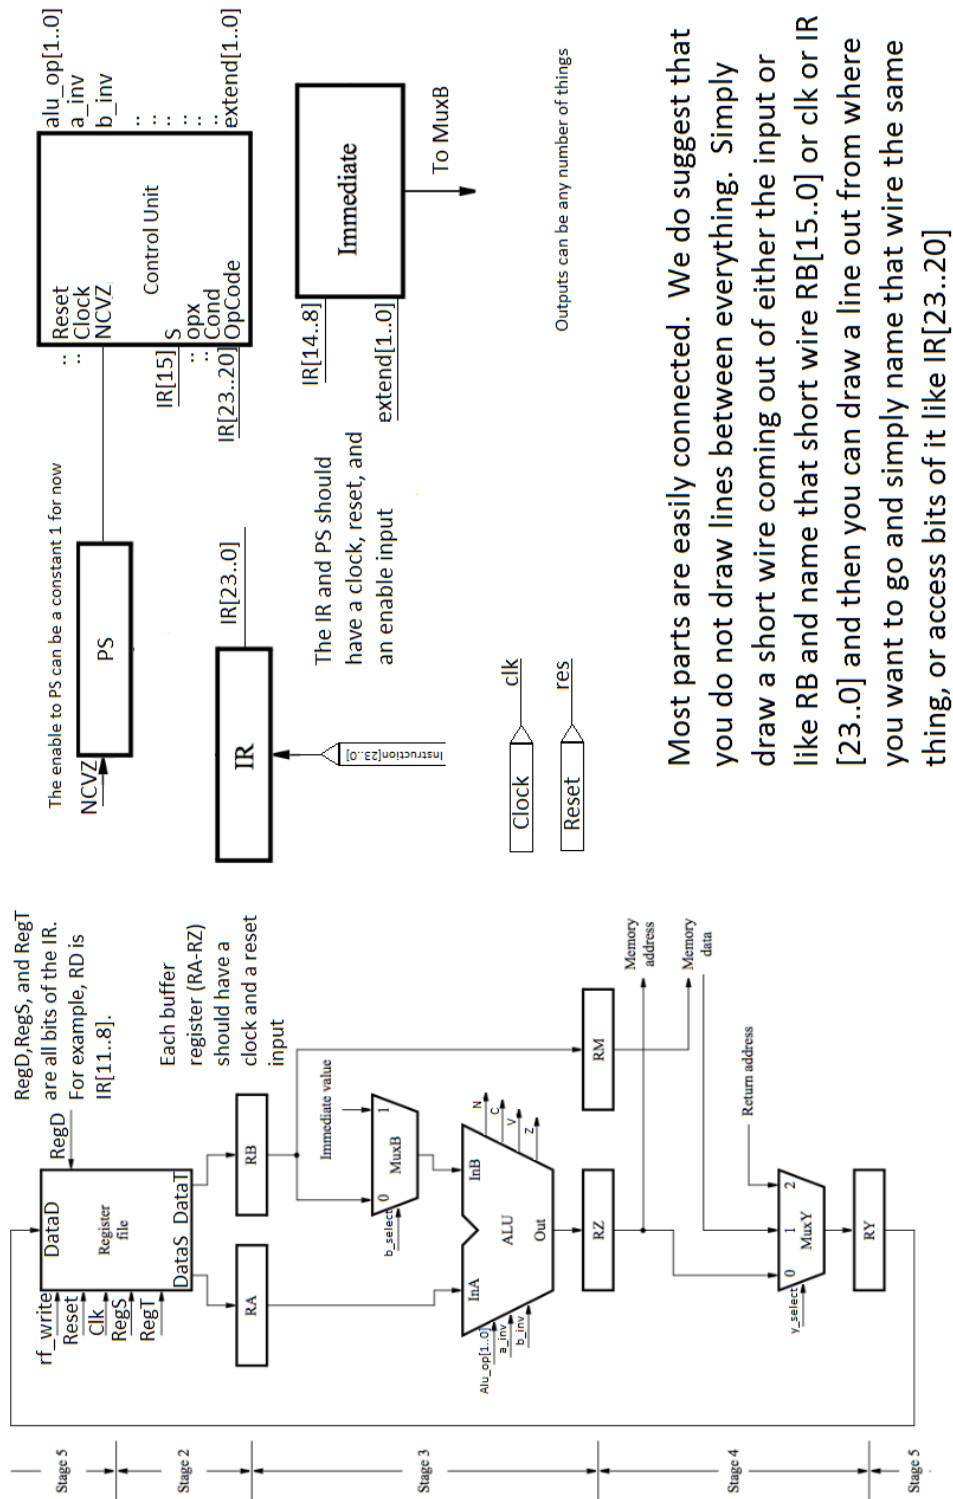 Stage 5
Stage 2
Stage 3
Stage 4
Stage 5
rf_write
Reset
Clk
RegS
RegT
DataD
Register
file
DataS DataT
RegD
RegD,RegS, and RegT
are all bits of the IR.
For example, RD is
IR[11..8].
Each buffer
register (RA-RZ)
should have a
clock and a reset
input
RA
RB
Immediate value
b_select
0
MuxB
1
InA
InB
ALU
Out
Alu_op[1..0]
a_inv
b_inv
N
C
V
Z
RZ
RM
Memory
address
Memory
data
Return address
y_select
0
1
2
MuxY
RY
The enable to PS can be a constant 1 for now
NCVZ
PS
IR
IR[23..0]
Instruction[23..0]
The IR and PS should
have a clock, reset, and
an enable input
Clock
clk
Reset
res
::
Reset
Clock
NCVZ
Control Unit
IR[15]
S
::
opx
::
Cond
IR[23..20]
OpCode
alu_op[1..0]
a_inv
b_inv
::
::
::
::
::
::
extend[1..0]
IR[14..8]
extend[1..0]
Immediate
To MuxB
Outputs can be any number of things
Most parts are easily connected. We do suggest that
you do not draw lines between everything. Simply
draw a short wire coming out of either the input or
like RB and name that short wire RB[15..0] or clk or IR
[23..0] and then you can draw a line out from where
you want to go and simply name that wire the same
thing, or access bits of it like IR[23..20]